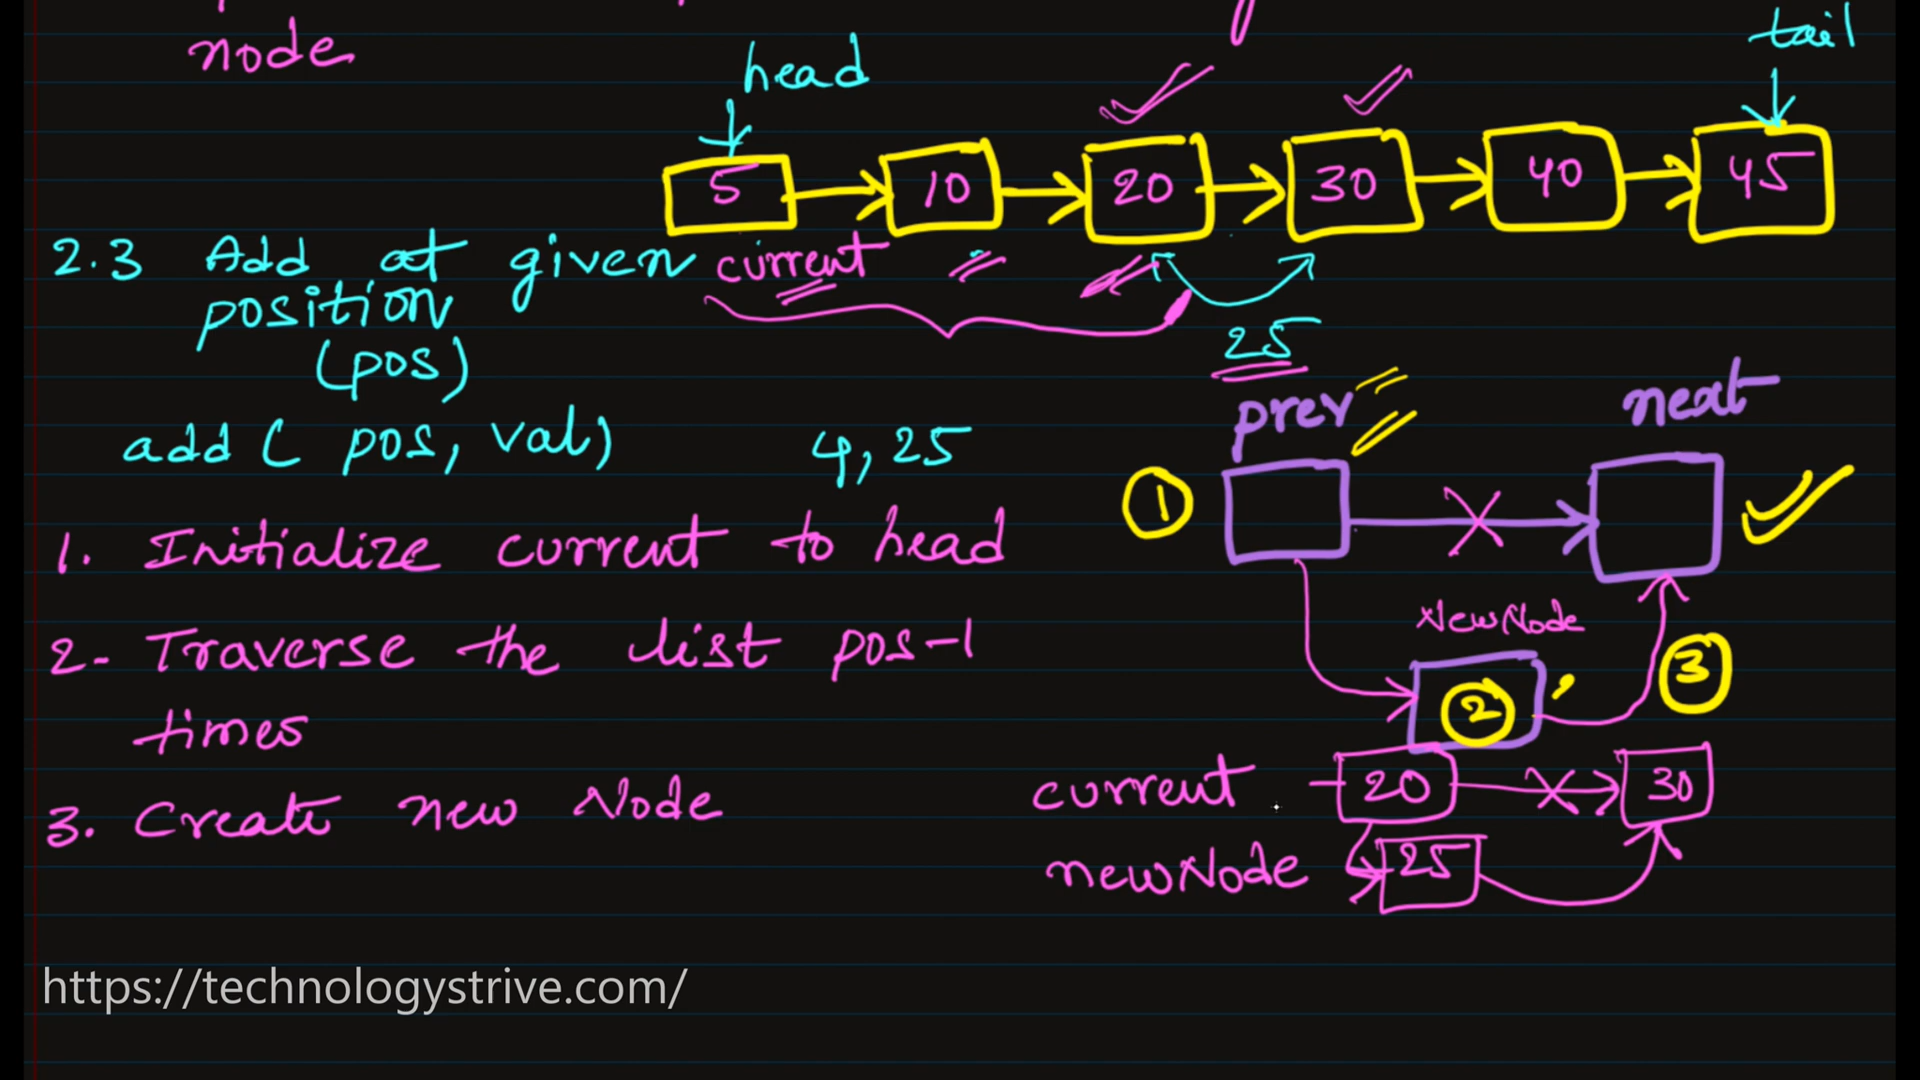 node
head
tail
5 10 20 30 40 45
2.3 Add at given
position
(pos)
current
25
add ( pos, val)
4, 25
prev
next
1
1. Initialize current to head
2- Traverse the list pos-1
times
NewNode
2
3
3. Create new Node
current 20 30
newNode 25
https://technologystrive.com/